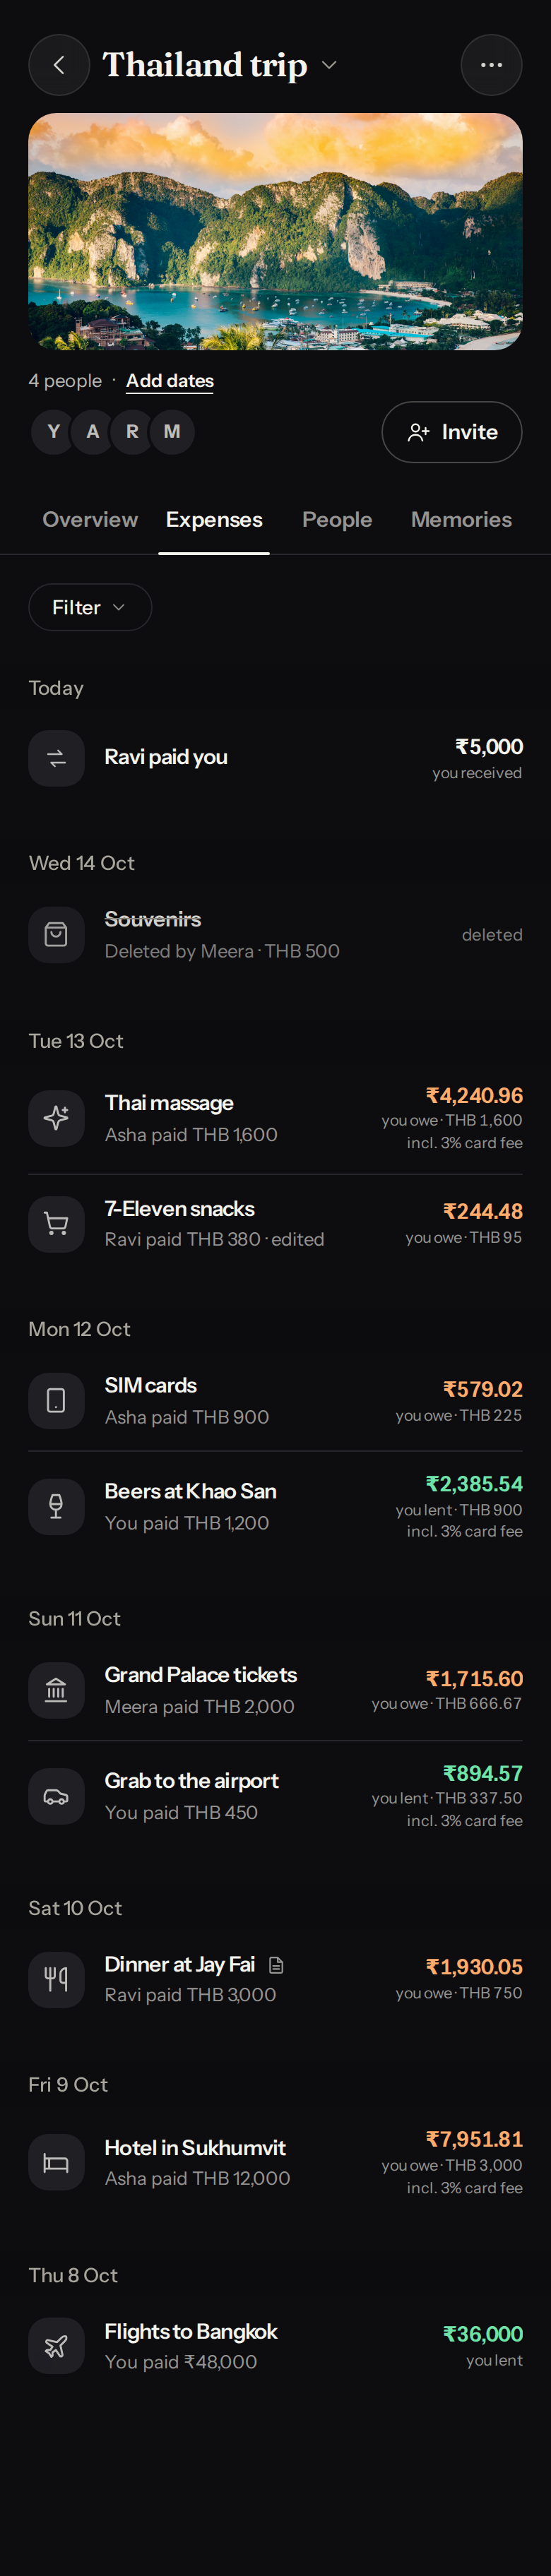 Thailand trip
4 people · Add dates
Y A R M
Invite
Overview Expenses People Memories
Filter
Today
Ravi paid you
₹5,000
you received
Wed 14 Oct
Souvenirs
Deleted by Meera · THB 500
deleted
Tue 13 Oct
Thai massage
Asha paid THB 1,600
₹4,240.96
you owe · THB 1,600
incl. 3% card fee
7-Eleven snacks
Ravi paid THB 380 · edited
₹244.48
you owe · THB 95
Mon 12 Oct
SIM cards
Asha paid THB 900
₹579.02
you owe · THB 225
Beers at Khao San
You paid THB 1,200
₹2,385.54
you lent · THB 900
incl. 3% card fee
Sun 11 Oct
Grand Palace tickets
Meera paid THB 2,000
₹1,715.60
you owe · THB 666.67
Grab to the airport
You paid THB 450
₹894.57
you lent · THB 337.50
incl. 3% card fee
Sat 10 Oct
Dinner at Jay Fai
Ravi paid THB 3,000
₹1,930.05
you owe · THB 750
Fri 9 Oct
Hotel in Sukhumvit
Asha paid THB 12,000
₹7,951.81
you owe · THB 3,000
incl. 3% card fee
Thu 8 Oct
Flights to Bangkok
You paid ₹48,000
₹36,000
you lent